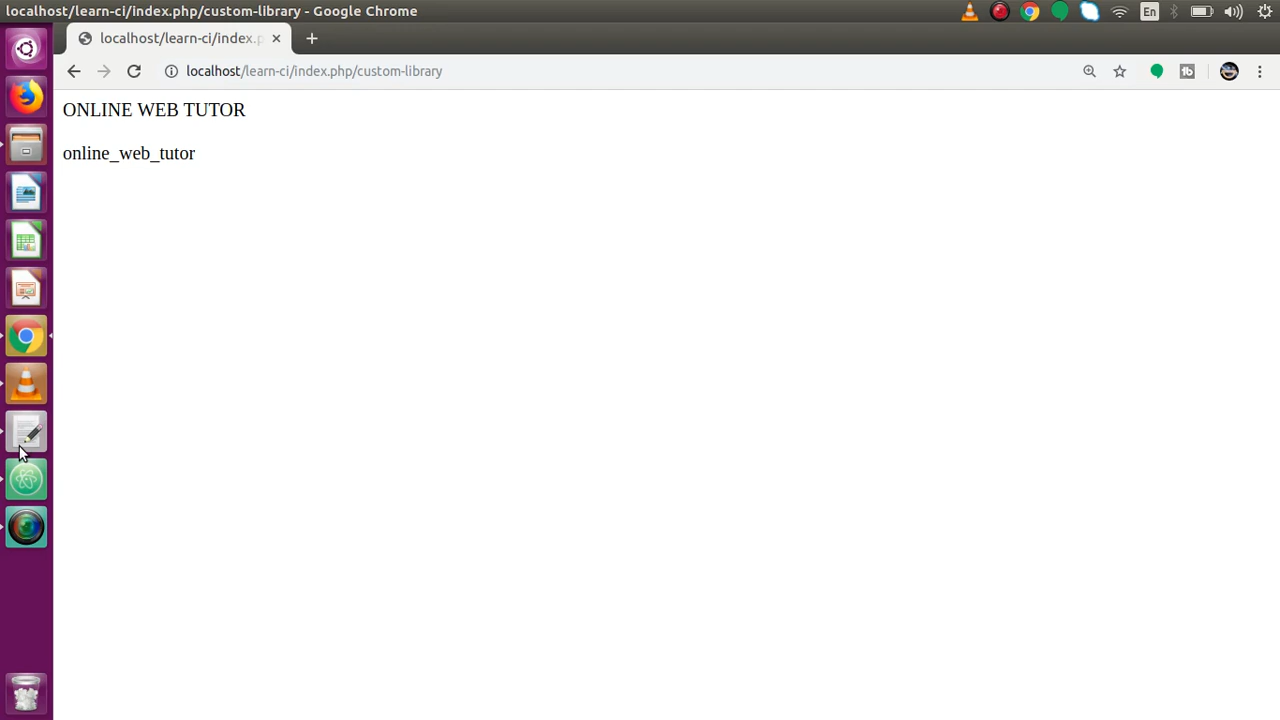 localhost/learn-ci/index.php/custom-library - Google Chrome
En
localhost/learn-ci/index.p
localhost/learn-ci/index.php/custom-library
ONLINE WEB TUTOR
online_web_tutor